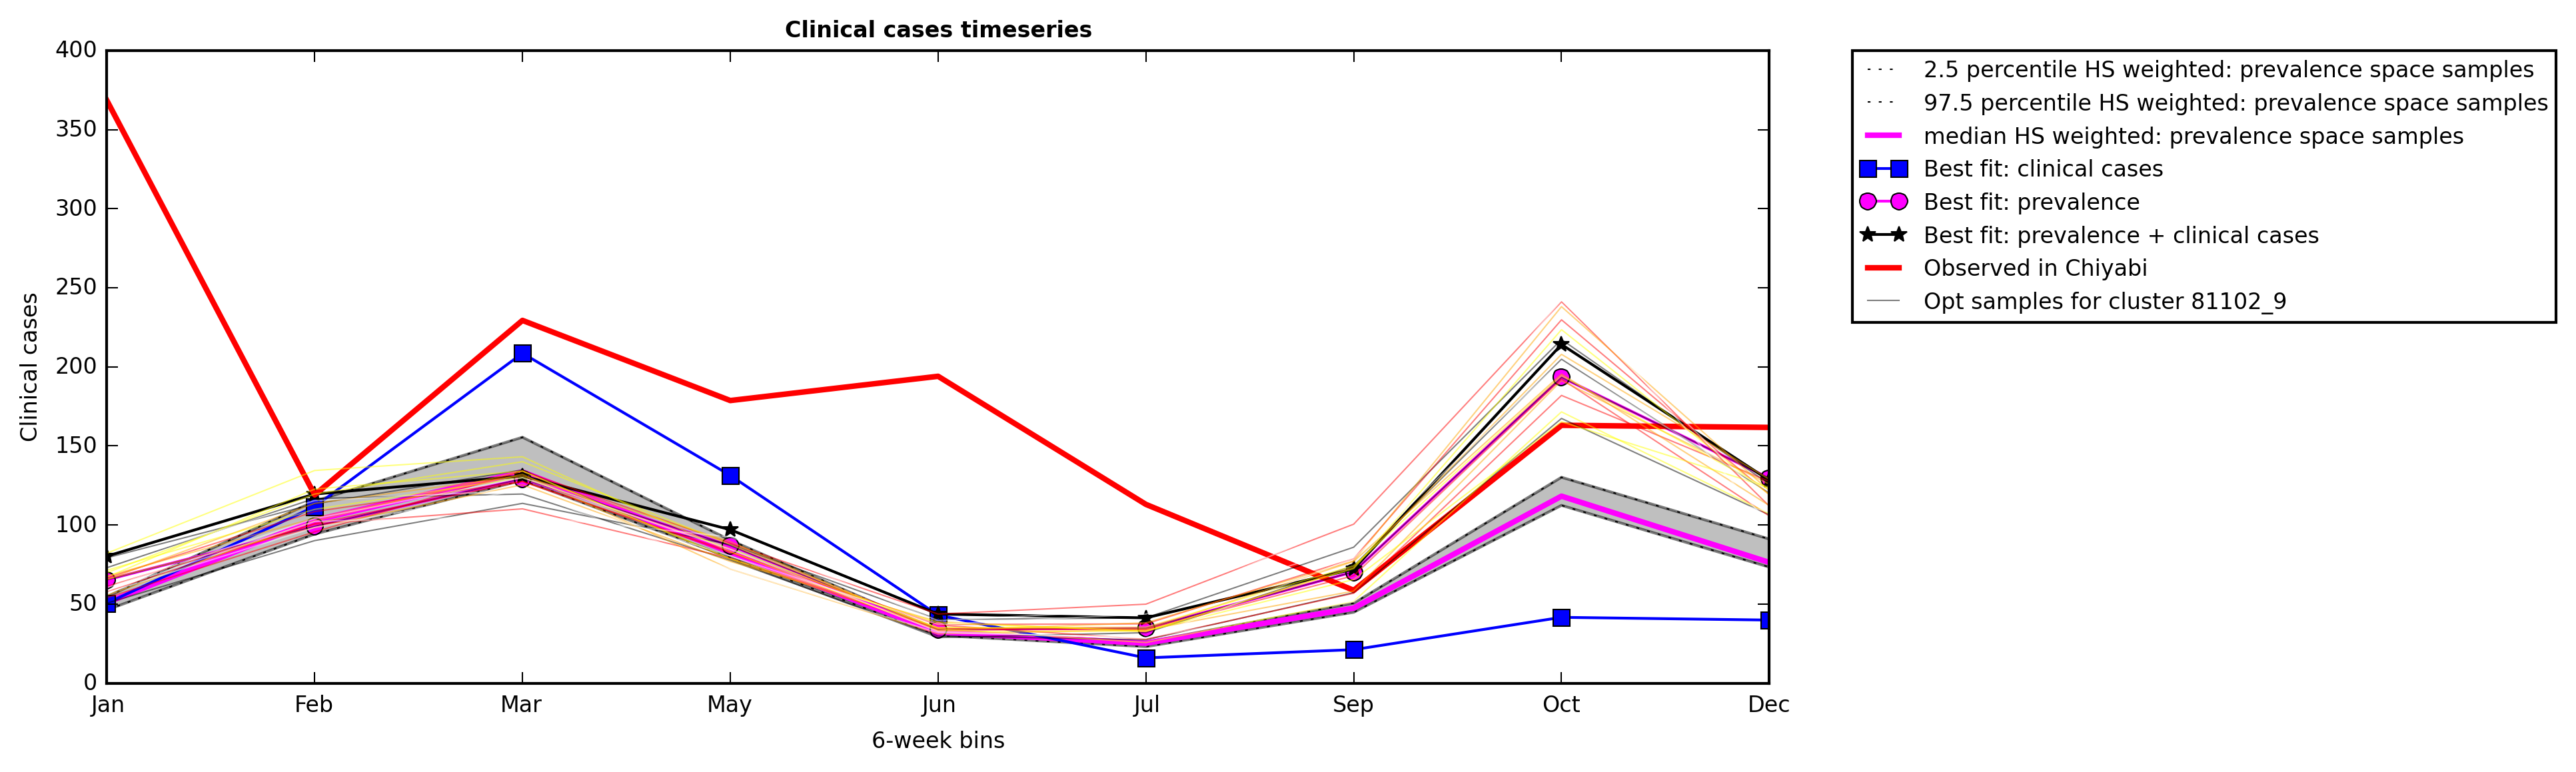 Clinical cases timeseries
400
350
300
250
200
150
100
50
0
Clinical cases
Jan Feb Mar May Jun Jul Sep Oct Dec
6-week bins
2.5 percentile HS weighted: prevalence space samples
97.5 percentile HS weighted: prevalence space samples
median HS weighted: prevalence space samples
Best fit: clinical cases
Best fit: prevalence
Best fit: prevalence + clinical cases
Observed in Chiyabi
Opt samples for cluster 81102_9